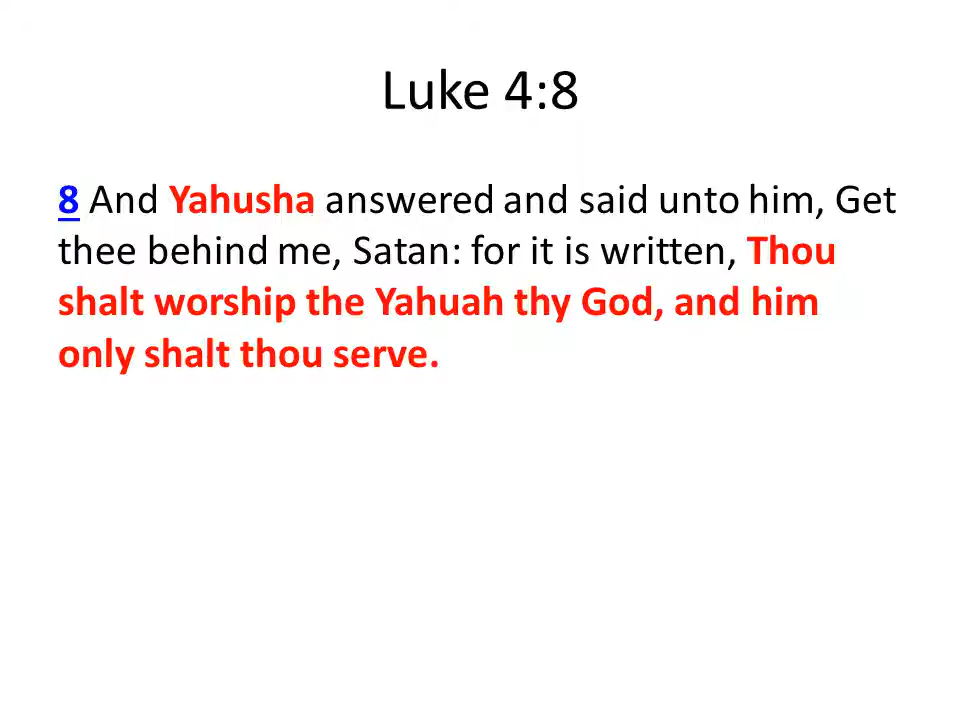 Luke 4:8
8 And Yahusha answered and said unto him, Get
thee behind me, Satan: for it is written, Thou
shalt worship the Yahuah thy God, and him
only shalt thou serve.